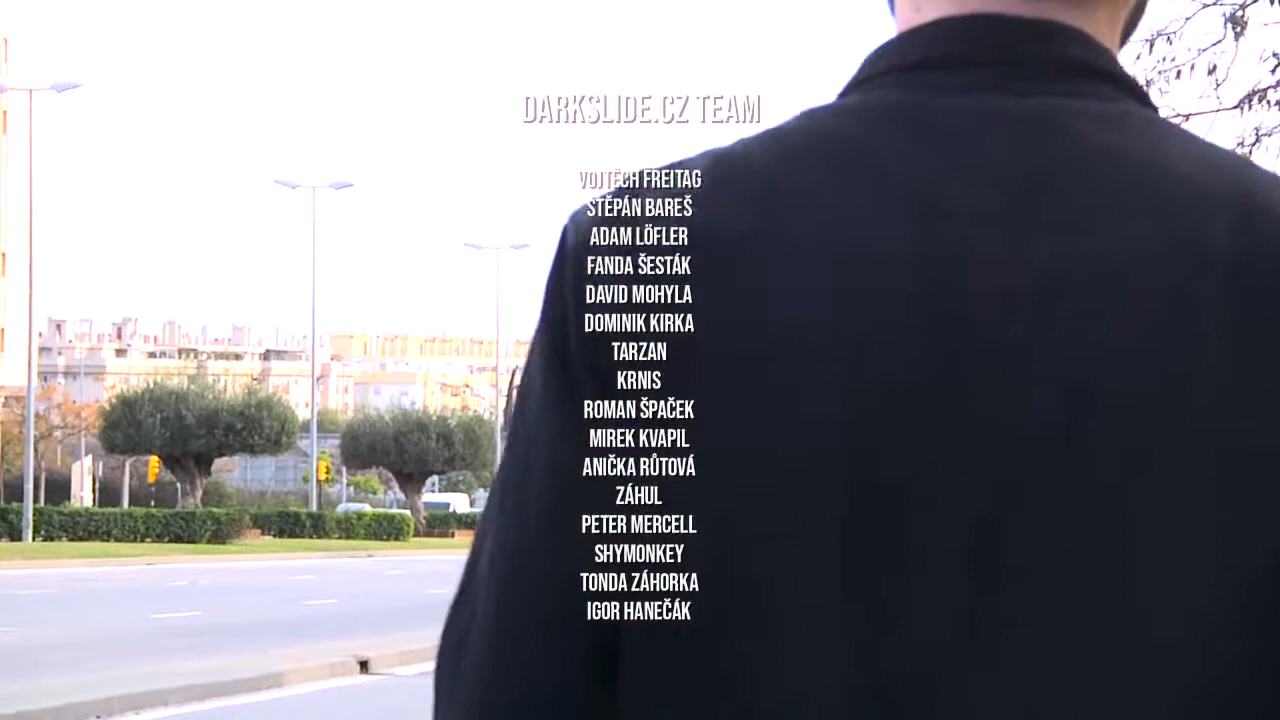 DARKSLIDE.CZ TEAM
VOJTĚCH FREITAG
ŠTĚPÁN BAREŠ
ADAM LÖFLER
FANDA ŠESTÁK
DAVID MOHYLA
DOMINIK KIRKA
TARZAN
KRNIS
ROMAN ŠPAČEK
MIREK KVAPIL
ANIČKA RŮTOVÁ
ZÁHUL
PETER MERCELL
SHYMONKEY
TONDA ZÁHORKA
IGOR HANEČÁK